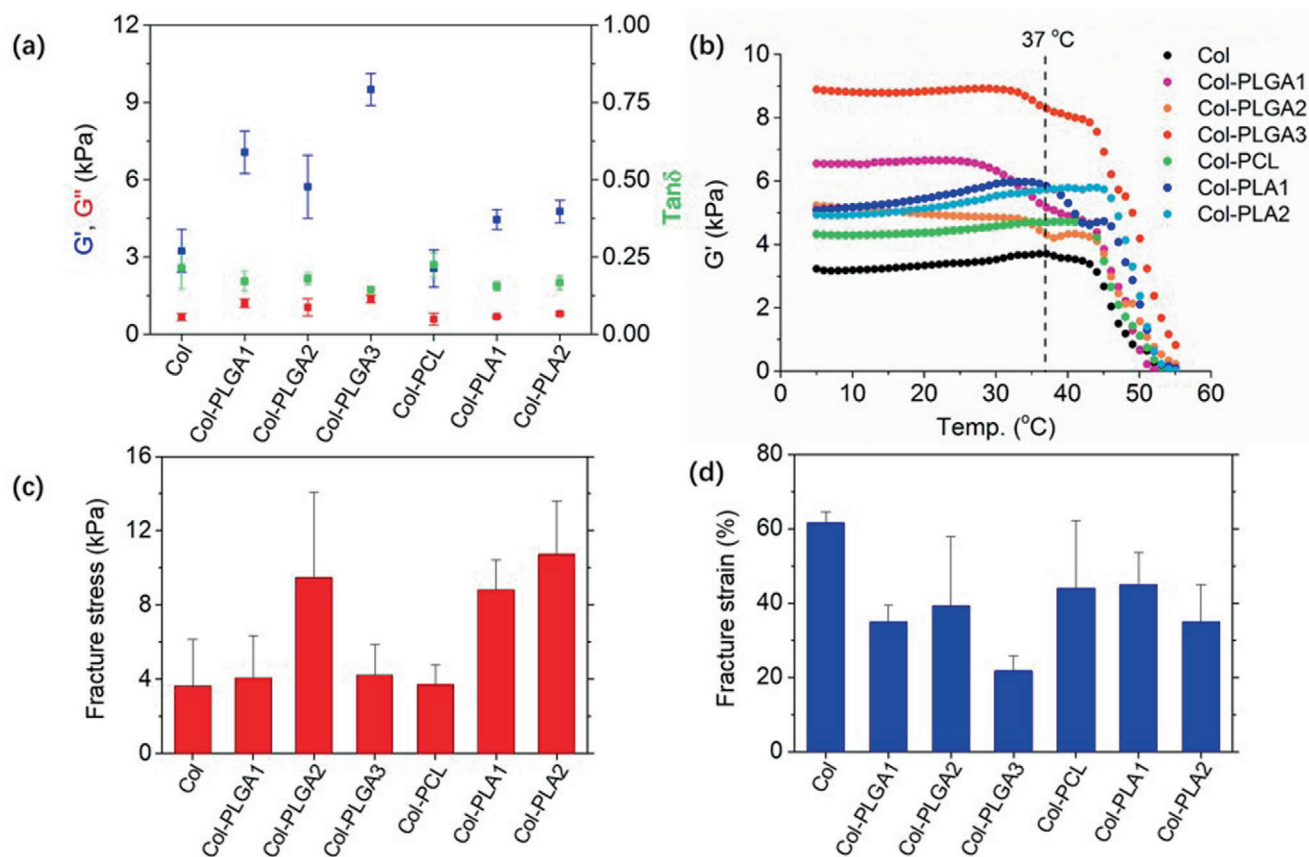 (a)
12
9
6
3
0
G', G'' (kPa)
1.00
0.75
0.50
0.25
0.00
Tanδ
Col
Col-PLGA1
Col-PLGA2
Col-PLGA3
Col-PCL
Col-PLA1
Col-PLA2
(b)
37 °C
10
8
6
4
2
0
G' (kPa)
0
10
20
30
40
50
60
Temp. (°C)
Col
Col-PLGA1
Col-PLGA2
Col-PLGA3
Col-PCL
Col-PLA1
Col-PLA2
(c)
16
12
8
4
0
Fracture stress (kPa)
Col
Col-PLGA1
Col-PLGA2
Col-PLGA3
Col-PCL
Col-PLA1
Col-PLA2
(d)
80
60
40
20
0
Fracture strain (%)
Col
Col-PLGA1
Col-PLGA2
Col-PLGA3
Col-PCL
Col-PLA1
Col-PLA2